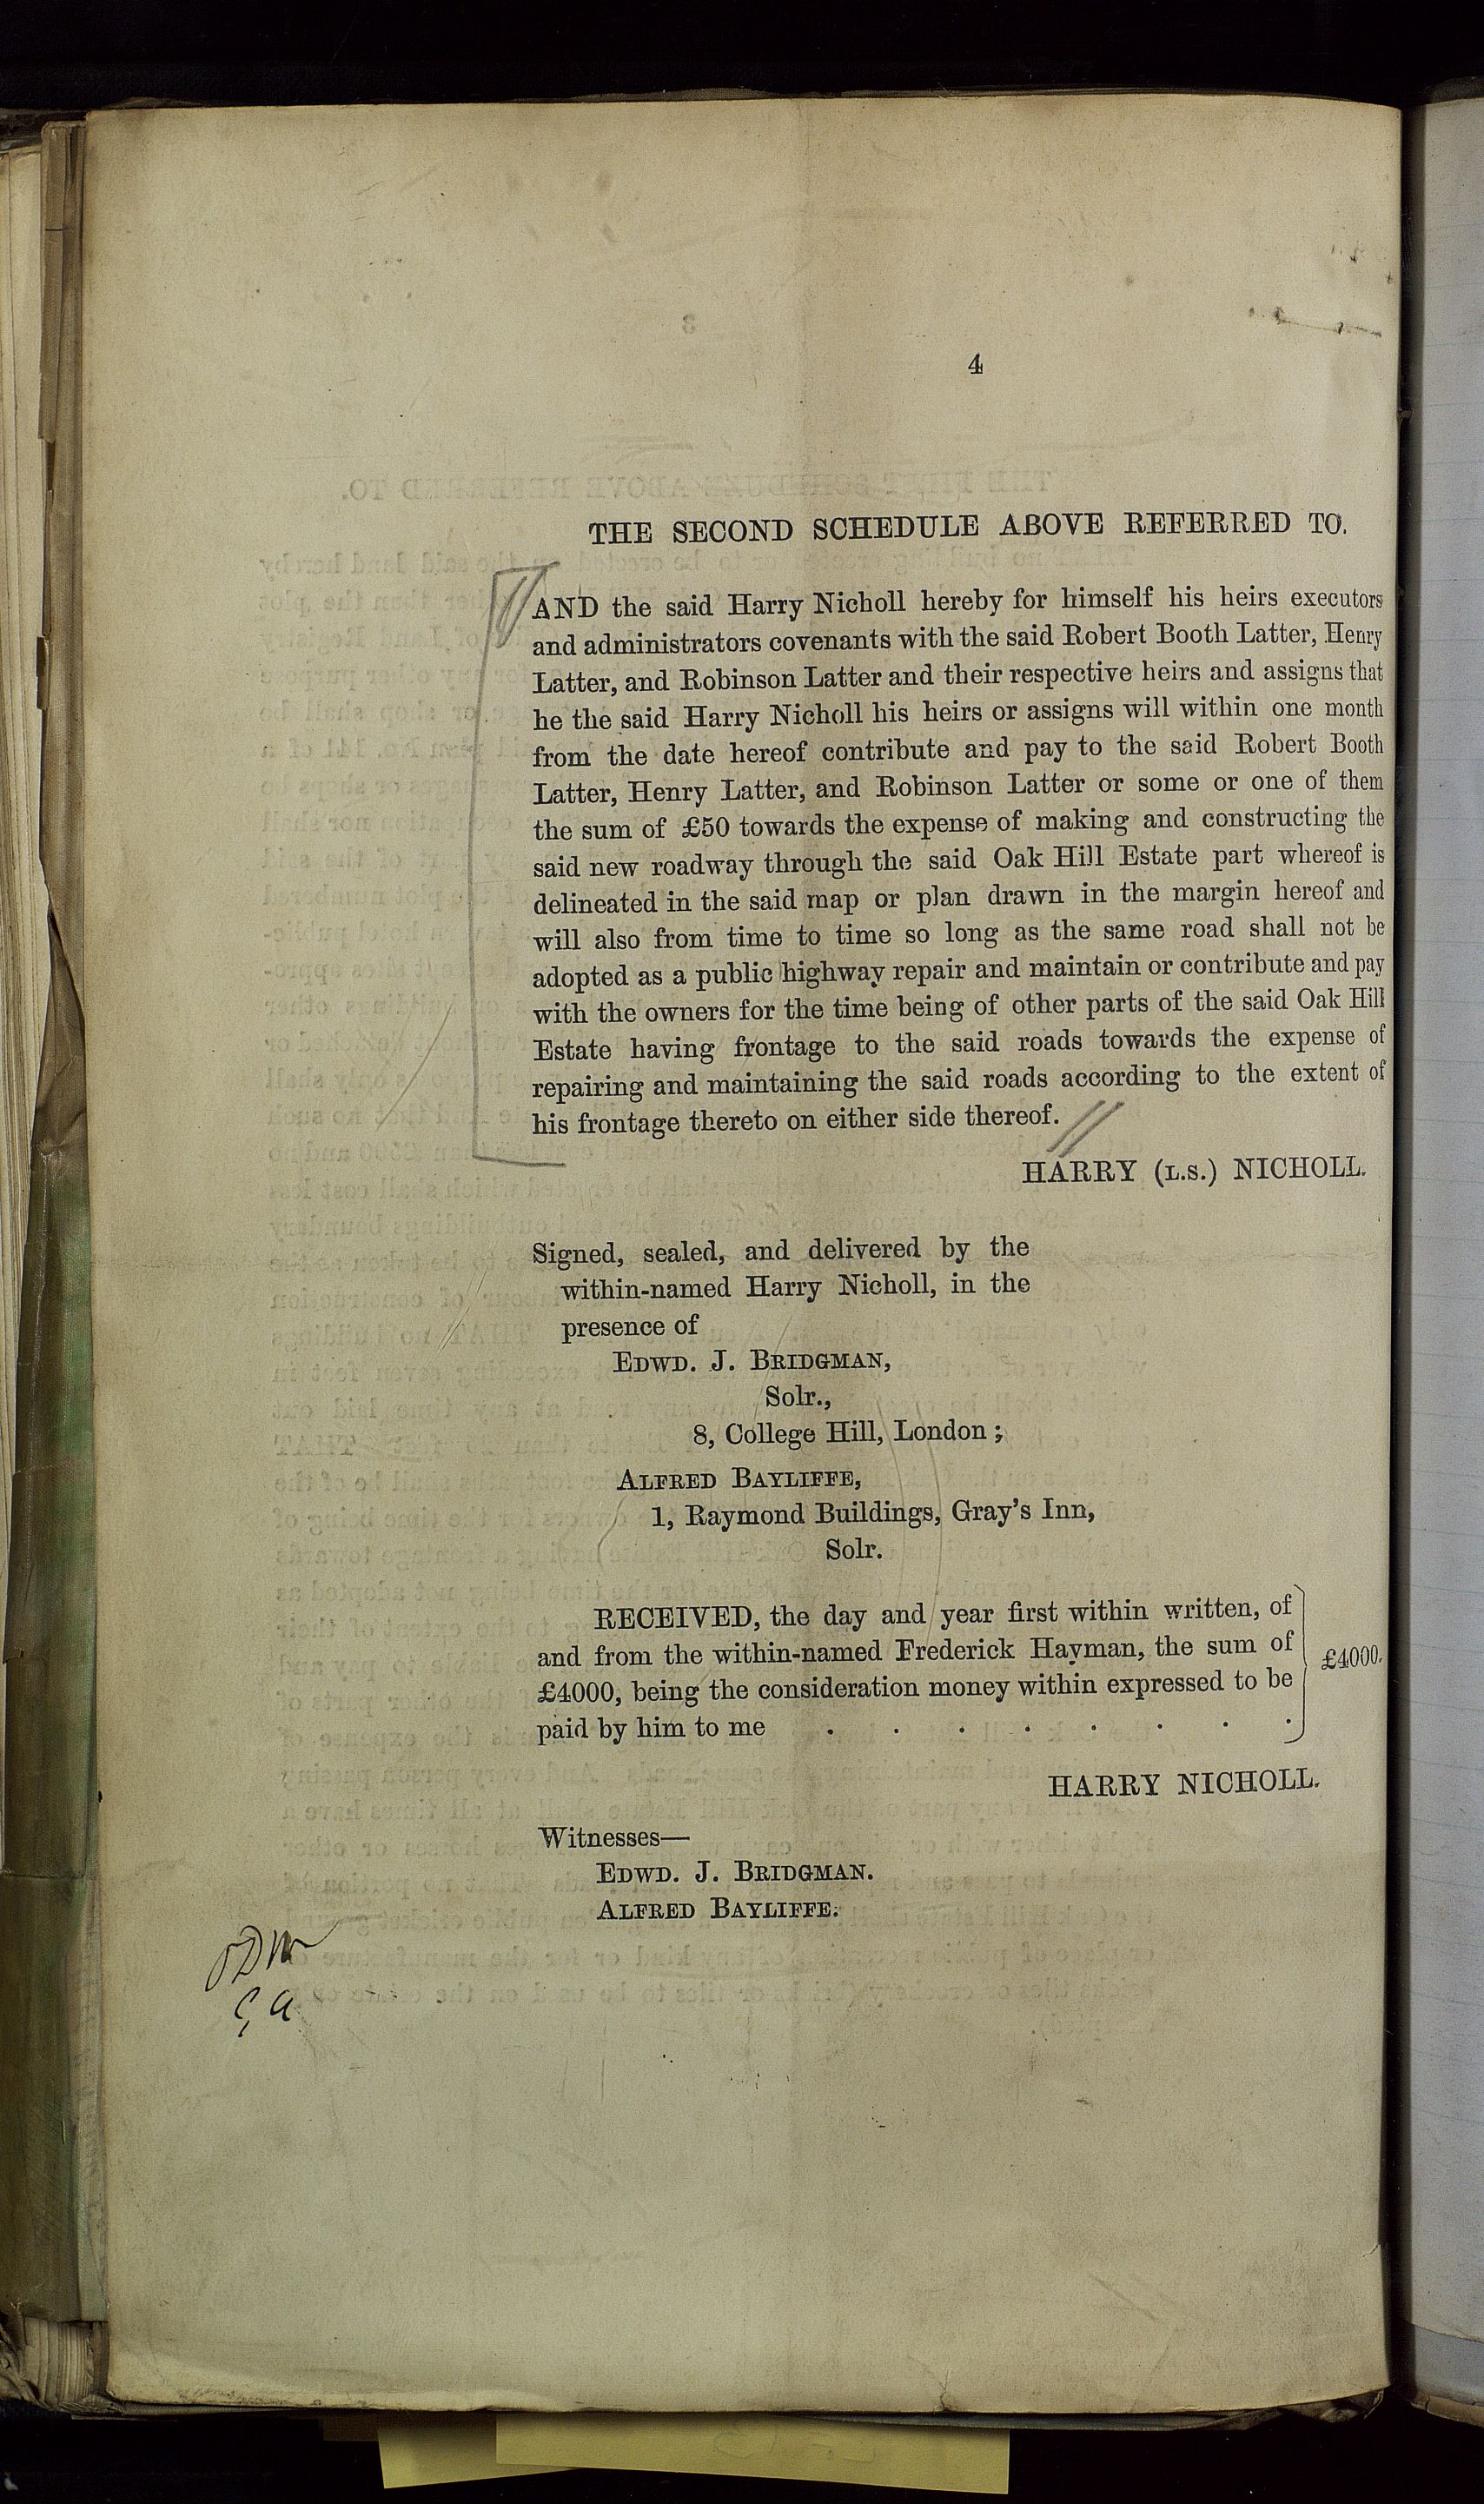 4
THE SECOND SCHEDULE ABOVE REFERRED TO.
AND the said Harry Nicholl hereby for himself his heirs executors
and administrators covenants with the said Robert Booth Latter, Henry
Latter, and Robinson Latter and their respective heirs and assigns that
he the said Harry Nicholl his heirs or assigns will within one month
from the date hereof contribute and pay to the said Robert Booth
Latter, Henry Latter, and Robinson Latter or some or one of them
the sum of £50 towards the expense of making and constructing the
said new roadway through the said Oak Hill Estate part whereof is
delineated in the said map or plan drawn in the margin hereof and
will also from time to time so long as the same road shall not be
adopted as a public highway repair and maintain or contribute and pay
with the owners for the time being of other parts of the said Oak Hill
Estate having frontage to the said roads towards the expense of
repairing and maintaining the said roads according to the extent of
his frontage thereto on either side thereof.
HARRY (L.S.) NICHOLL.
Signed, sealed, and delivered by the
within-named Harry Nicholl, in the
presence of
EDWD. J. BRIDGMAN,
Solr.,
8, College Hill, London;
ALFRED BAYLIFFE,
1, Raymond Buildings, Gray's Inn,
Solr.
RECEIVED, the day and year first within written, of
and from the within-named Frederick Hayman, the sum of
£4000, being the consideration money within expressed to be
paid by him to me . . . . . . . .
£4000.
HARRY NICHOLL.
Witnesses—
EDWD. J. BRIDGMAN.
ALFRED BAYLIFFE.